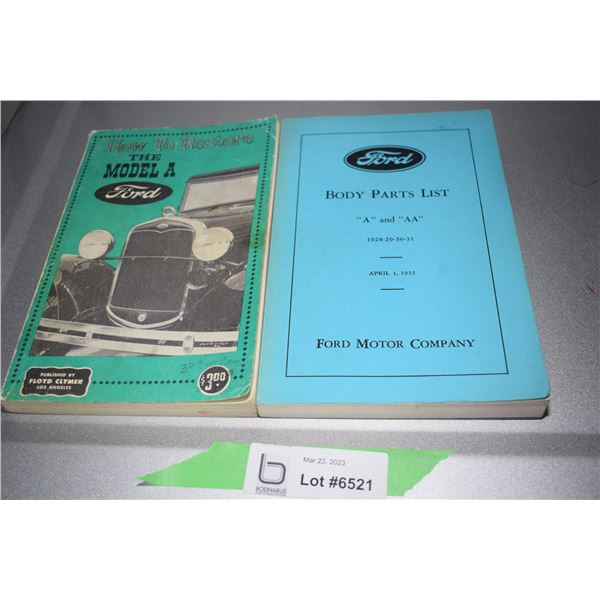 How To Restore
THE
MODEL A
Ford
PUBLISHED BY
FLOYD CLYMER
LOS ANGELES
$3.00
Ford
BODY PARTS LIST
"A" and "AA"
1928-29-30-31
APRIL 1, 1932
FORD MOTOR COMPANY
Mar 23, 2023
Lot #6521
BODNARUS